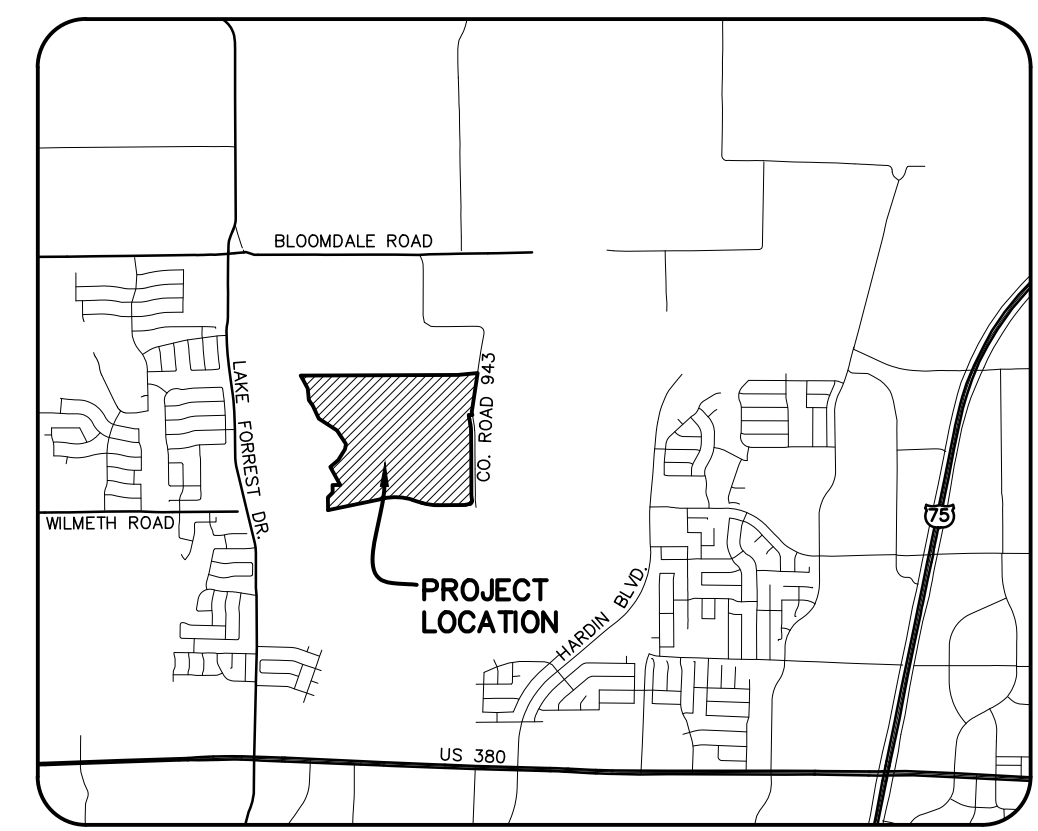 BLOOMDALE ROAD
LAKE FORREST DR.
CO. ROAD 943
WILMETH ROAD
75
PROJECT
LOCATION
HARDIN BLVD.
US 380